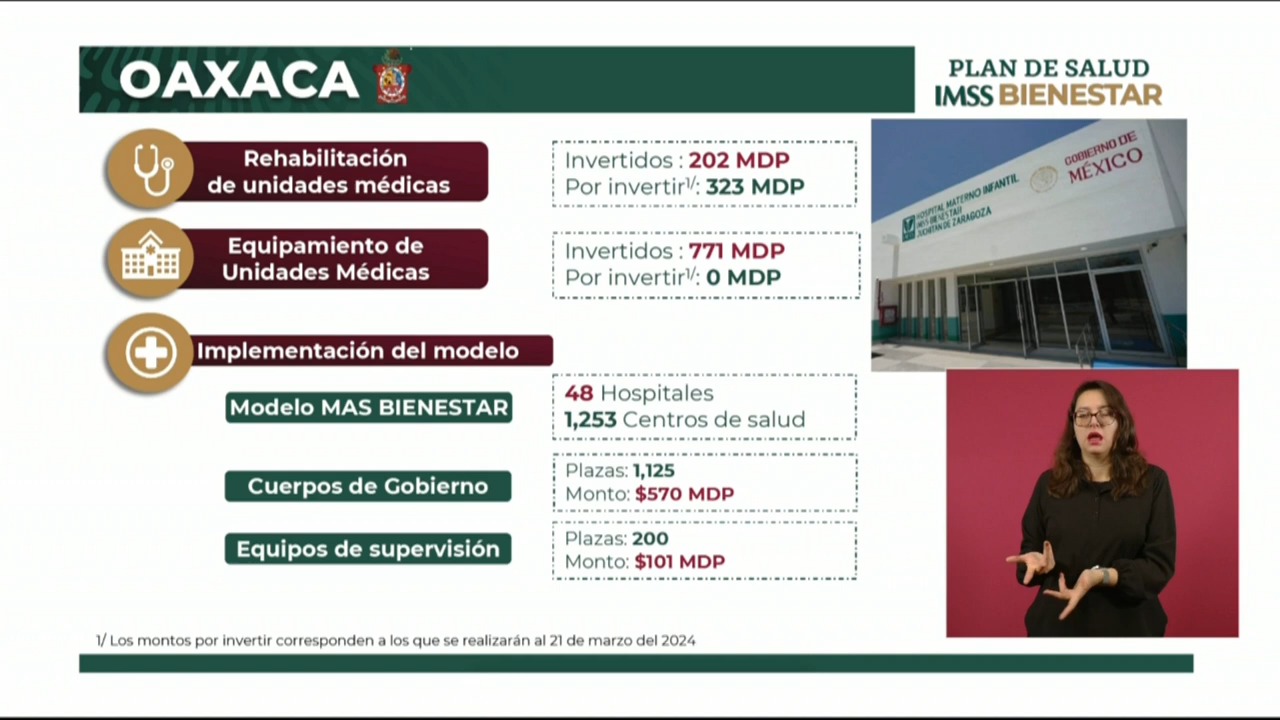 OAXACA
PLAN DE SALUD
IMSS BIENESTAR
Rehabilitación
de unidades médicas
Invertidos : 202 MDP
Por invertir1/: 323 MDP
GOBIERNO DE
MÉXICO
HOSPITAL MATERNO INFANTIL
IMSS-BIENESTAR
JUCHITÁN DE ZARAGOZA
Equipamiento de
Unidades Médicas
Invertidos : 771 MDP
Por invertir1/: 0 MDP
Implementación del modelo
Modelo MAS BIENESTAR
48 Hospitales
1,253 Centros de salud
Cuerpos de Gobierno
Plazas: 1,125
Monto: $570 MDP
Equipos de supervisión
Plazas: 200
Monto: $101 MDP
1/ Los montos por invertir corresponden a los que se realizarán al 21 de marzo del 2024